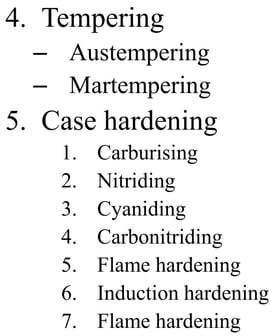 4. Tempering
– Austempering
– Martempering
5. Case hardening
1. Carburising
2. Nitriding
3. Cyaniding
4. Carbonitriding
5. Flame hardening
6. Induction hardening
7. Flame hardening